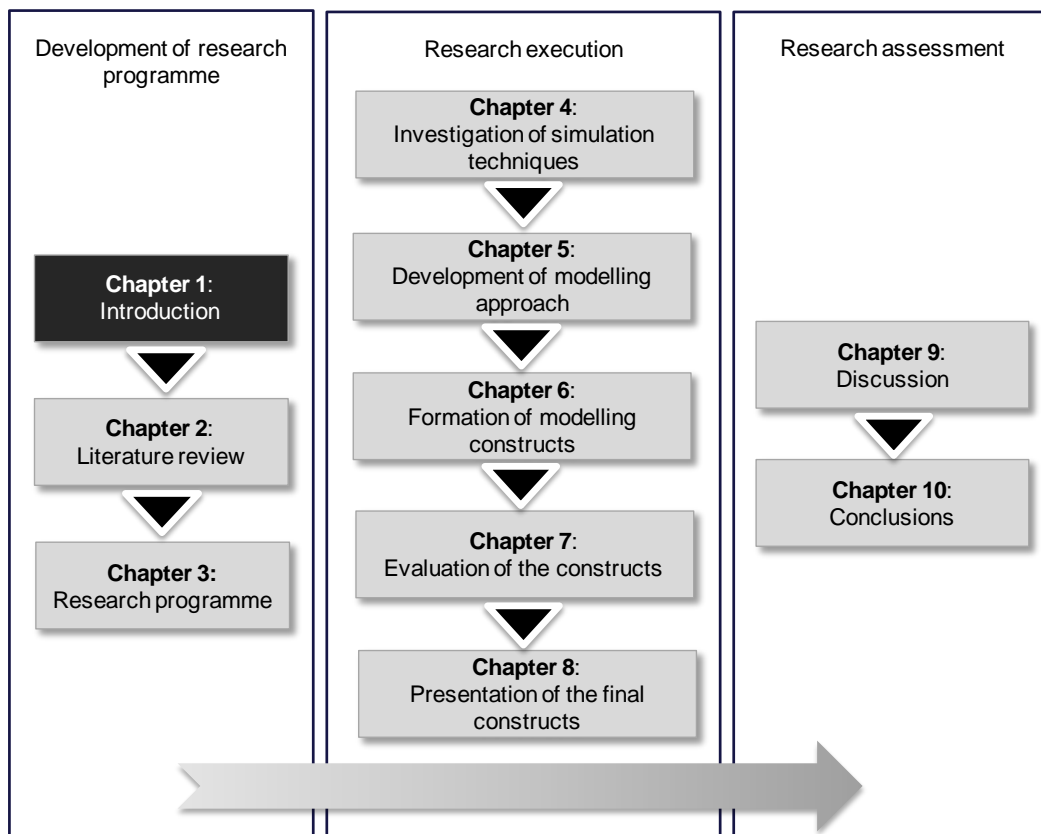 Development of research
programme
Chapter 1:
Introduction
Chapter 2:
Literature review
Chapter 3:
Research programme
Research execution
Chapter 4:
Investigation of simulation
techniques
Chapter 5:
Development of modelling
approach
Chapter 6:
Formation of modelling
constructs
Chapter 7:
Evaluation of the constructs
Chapter 8:
Presentation of the final
constructs
Research assessment
Chapter 9:
Discussion
Chapter 10:
Conclusions